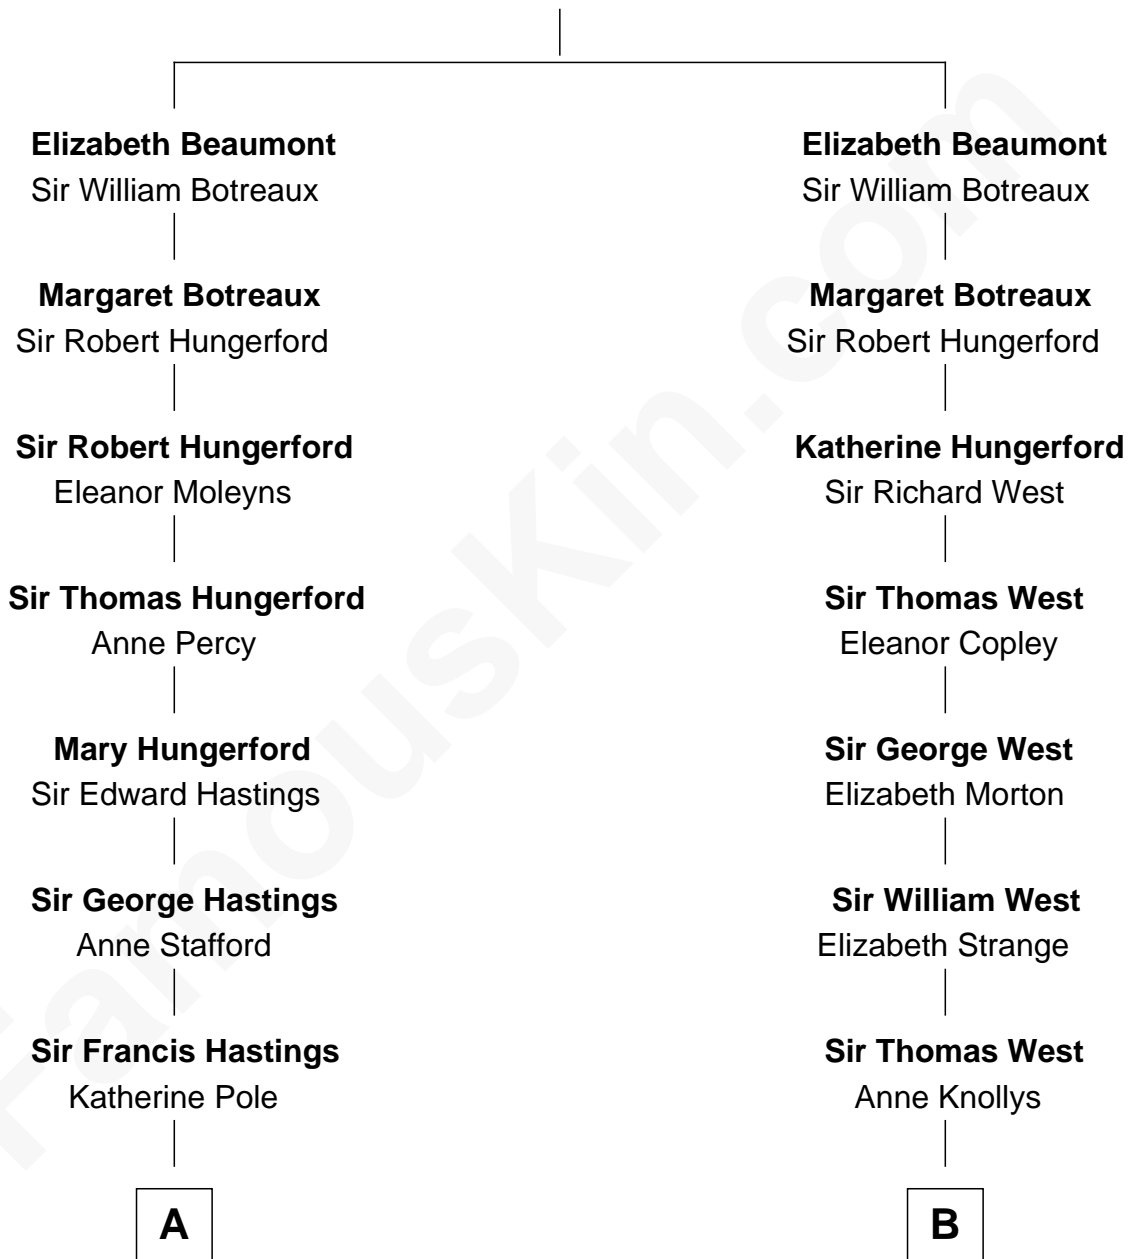 Elizabeth Beaumont
Sir William Botreaux
Margaret Botreaux
Sir Robert Hungerford
Sir Robert Hungerford
Eleanor Moleyns
Sir Thomas Hungerford
Anne Percy
Mary Hungerford
Sir Edward Hastings
Sir George Hastings
Anne Stafford
Sir Francis Hastings
Katherine Pole
A
Elizabeth Beaumont
Sir William Botreaux
Margaret Botreaux
Sir Robert Hungerford
Katherine Hungerford
Sir Richard West
Sir Thomas West
Eleanor Copley
Sir George West
Elizabeth Morton
Sir William West
Elizabeth Strange
Sir Thomas West
Anne Knollys
B
FamousKin.com